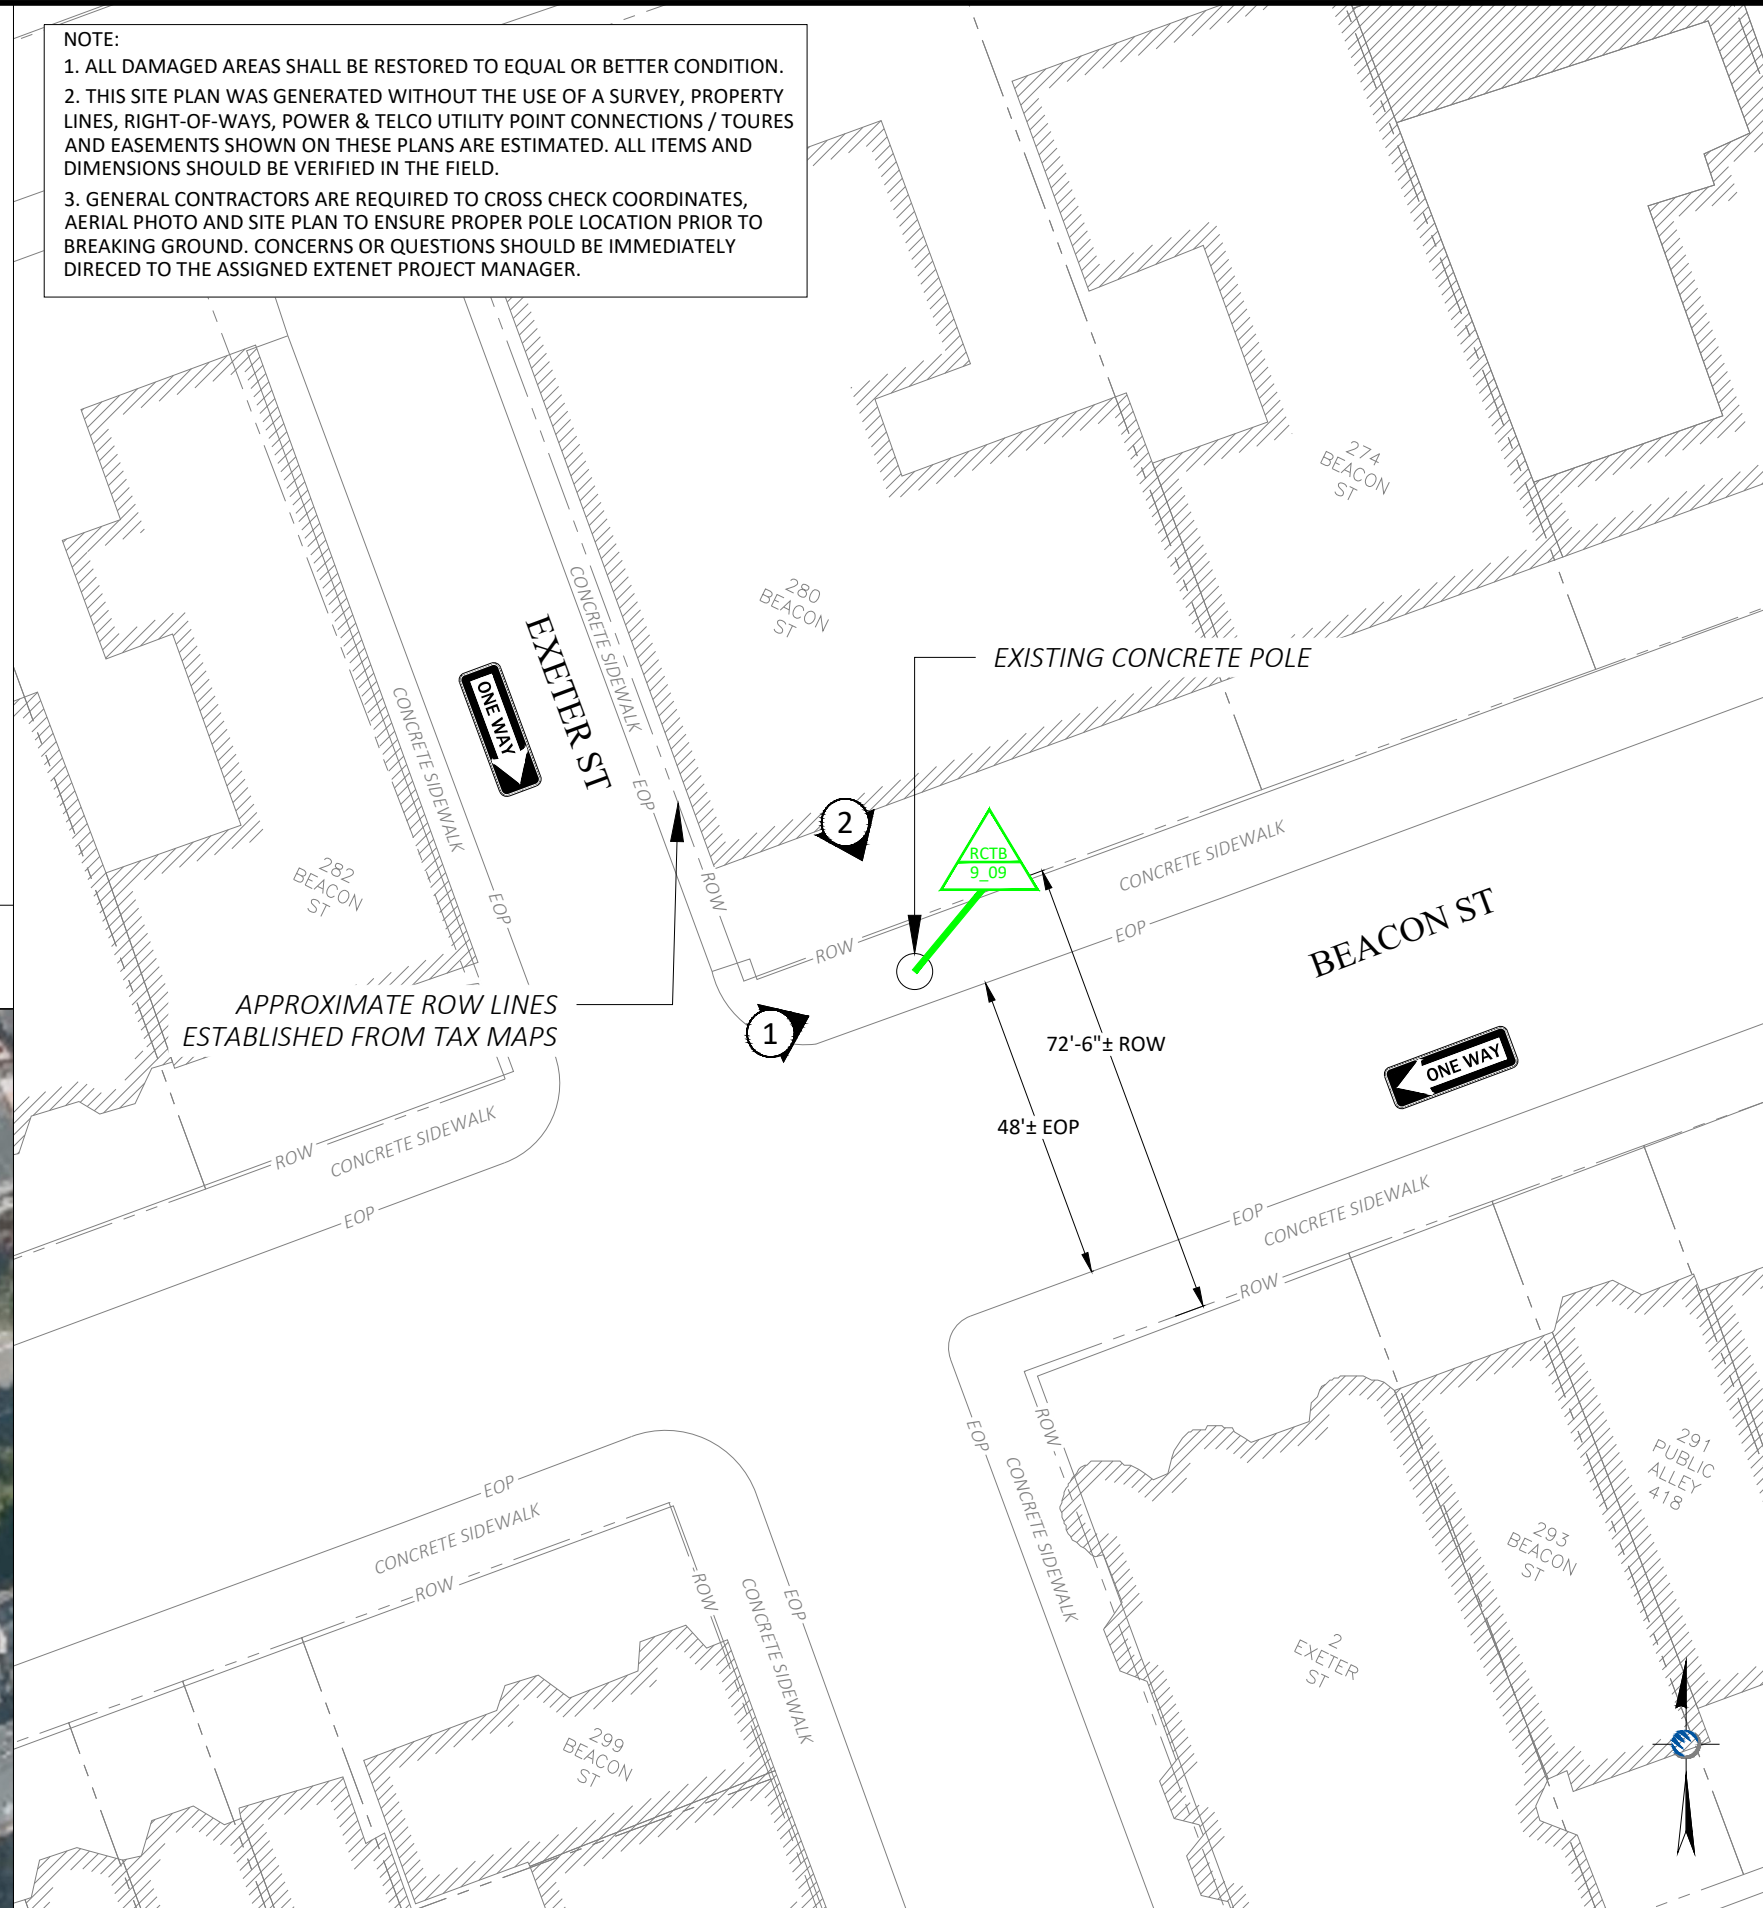 NOTE:
1. ALL DAMAGED AREAS SHALL BE RESTORED TO EQUAL OR BETTER CONDITION.
2. THIS SITE PLAN WAS GENERATED WITHOUT THE USE OF A SURVEY, PROPERTY
LINES, RIGHT-OF-WAYS, POWER & TELCO UTILITY POINT CONNECTIONS / TOURES
AND EASEMENTS SHOWN ON THESE PLANS ARE ESTIMATED. ALL ITEMS AND
DIMENSIONS SHOULD BE VERIFIED IN THE FIELD.
3. GENERAL CONTRACTORS ARE REQUIRED TO CROSS CHECK COORDINATES,
AERIAL PHOTO AND SITE PLAN TO ENSURE PROPER POLE LOCATION PRIOR TO
BREAKING GROUND. CONCERNS OR QUESTIONS SHOULD BE IMMEDIATELY
DIRECED TO THE ASSIGNED EXTENET PROJECT MANAGER.
274
BEACON
ST
280
BEACON
ST
CONCRETE SIDEWALK
EXETER ST
ONE WAY
CONCRETE SIDEWALK
EXISTING CONCRETE POLE
EOP
2
RCTB
9_09
CONCRETE SIDEWALK
282
BEACON
ST
EOP
ROW
ROW
EOP
BEACON ST
APPROXIMATE ROW LINES
ESTABLISHED FROM TAX MAPS
1
72'-6"± ROW
ONE WAY
48'± EOP
ROW
CONCRETE SIDEWALK
EOP
EOP
CONCRETE SIDEWALK
ROW
EOP
ROW
CONCRETE SIDEWALK
291
PUBLIC
ALLEY
418
293
BEACON
ST
EOP
CONCRETE SIDEWALK
ROW
ROW
CONCRETE SIDEWALK
EOP
2
EXETER
ST
299
BEACON
ST